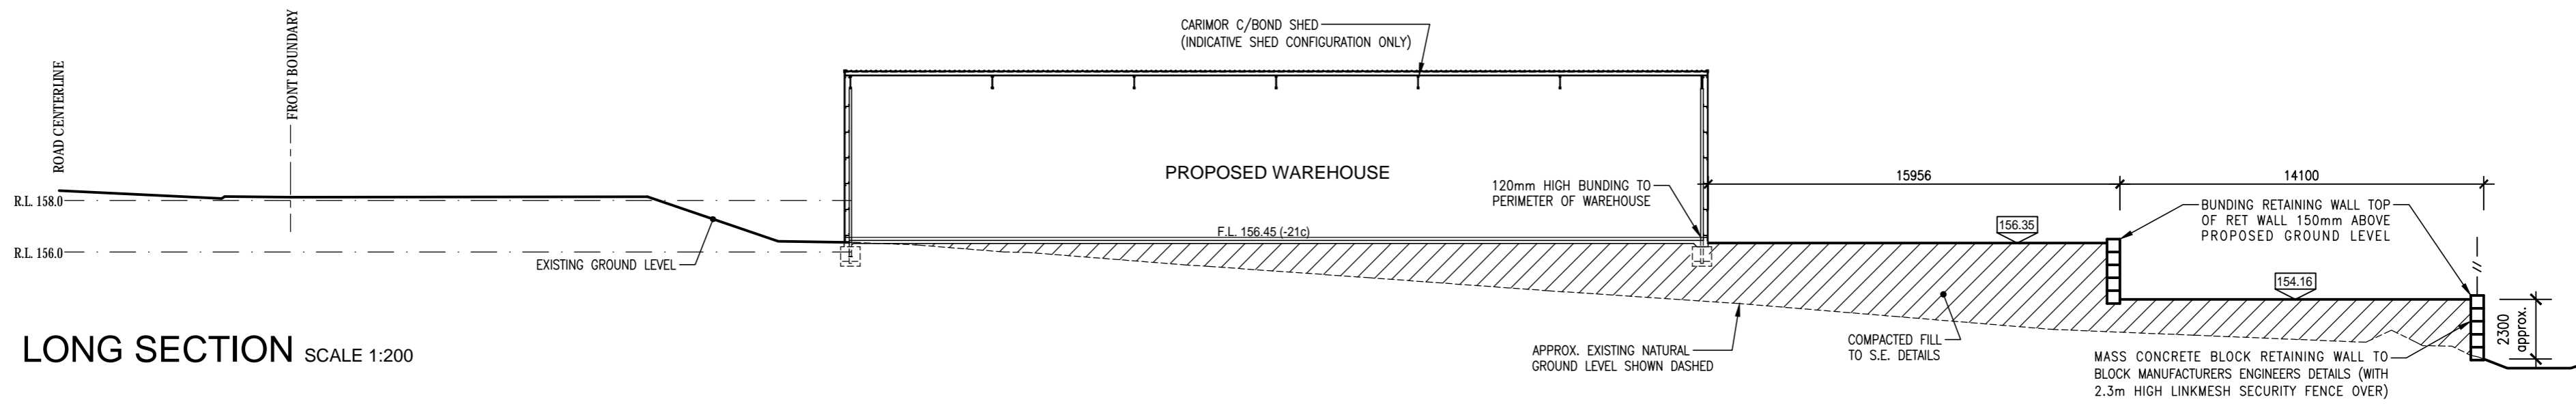 ROAD CENTERLINE
FRONT BOUNDARY
CARIMOR C/BOND SHED
(INDICATIVE SHED CONFIGURATION ONLY)
PROPOSED WAREHOUSE
120mm HIGH BUNDING TO
PERIMETER OF WAREHOUSE
15956
14100
R.L. 158.0
R.L. 156.0
EXISTING GROUND LEVEL
F.L. 156.45 (-21c)
156.35
BUNDING RETAINING WALL TOP
OF RET WALL 150mm ABOVE
PROPOSED GROUND LEVEL
154.16
2300
approx.
LONG SECTION SCALE 1:200
APPROX. EXISTING NATURAL
GROUND LEVEL SHOWN DASHED
COMPACTED FILL
TO S.E. DETAILS
MASS CONCRETE BLOCK RETAINING WALL TO
BLOCK MANUFACTURERS ENGINEERS DETAILS (WITH
2.3m HIGH LINKMESH SECURITY FENCE OVER)